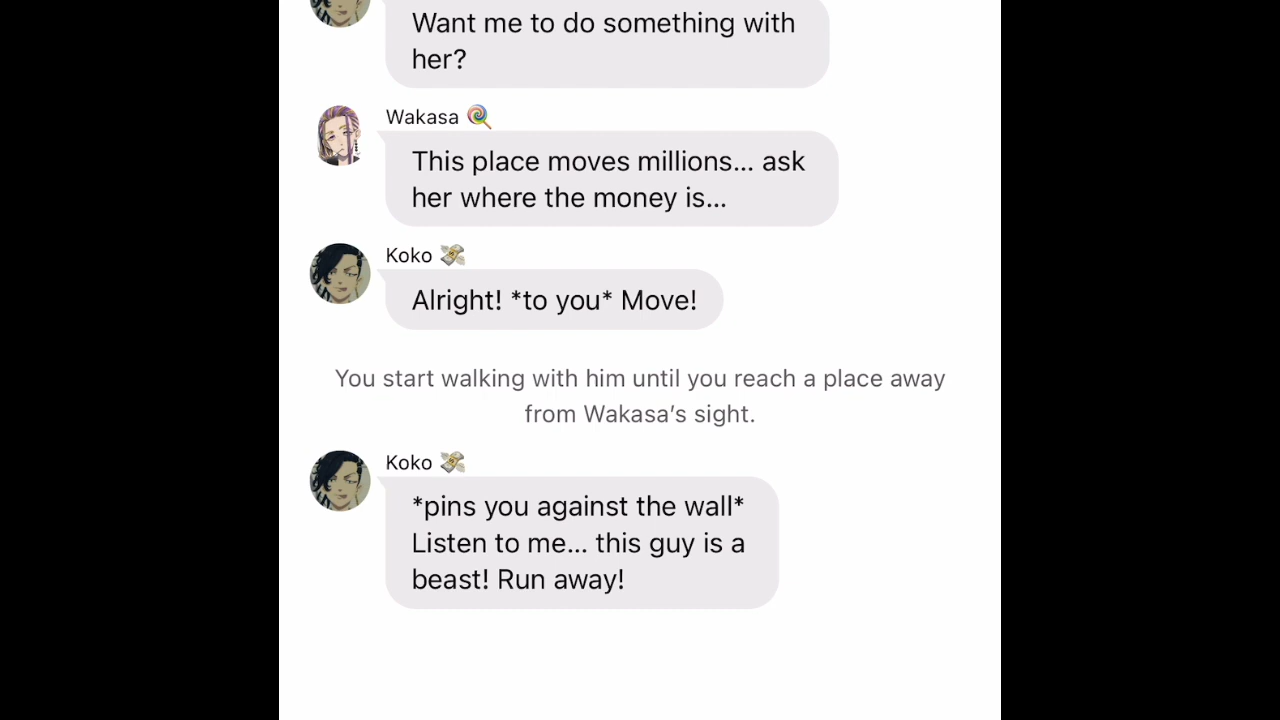 Want me to do something with
her?
Wakasa 🍭
This place moves millions... ask
her where the money is...
Koko 💸
Alright! *to you* Move!
You start walking with him until you reach a place away
from Wakasa's sight.
Koko 💸
*pins you against the wall*
Listen to me... this guy is a
beast! Run away!